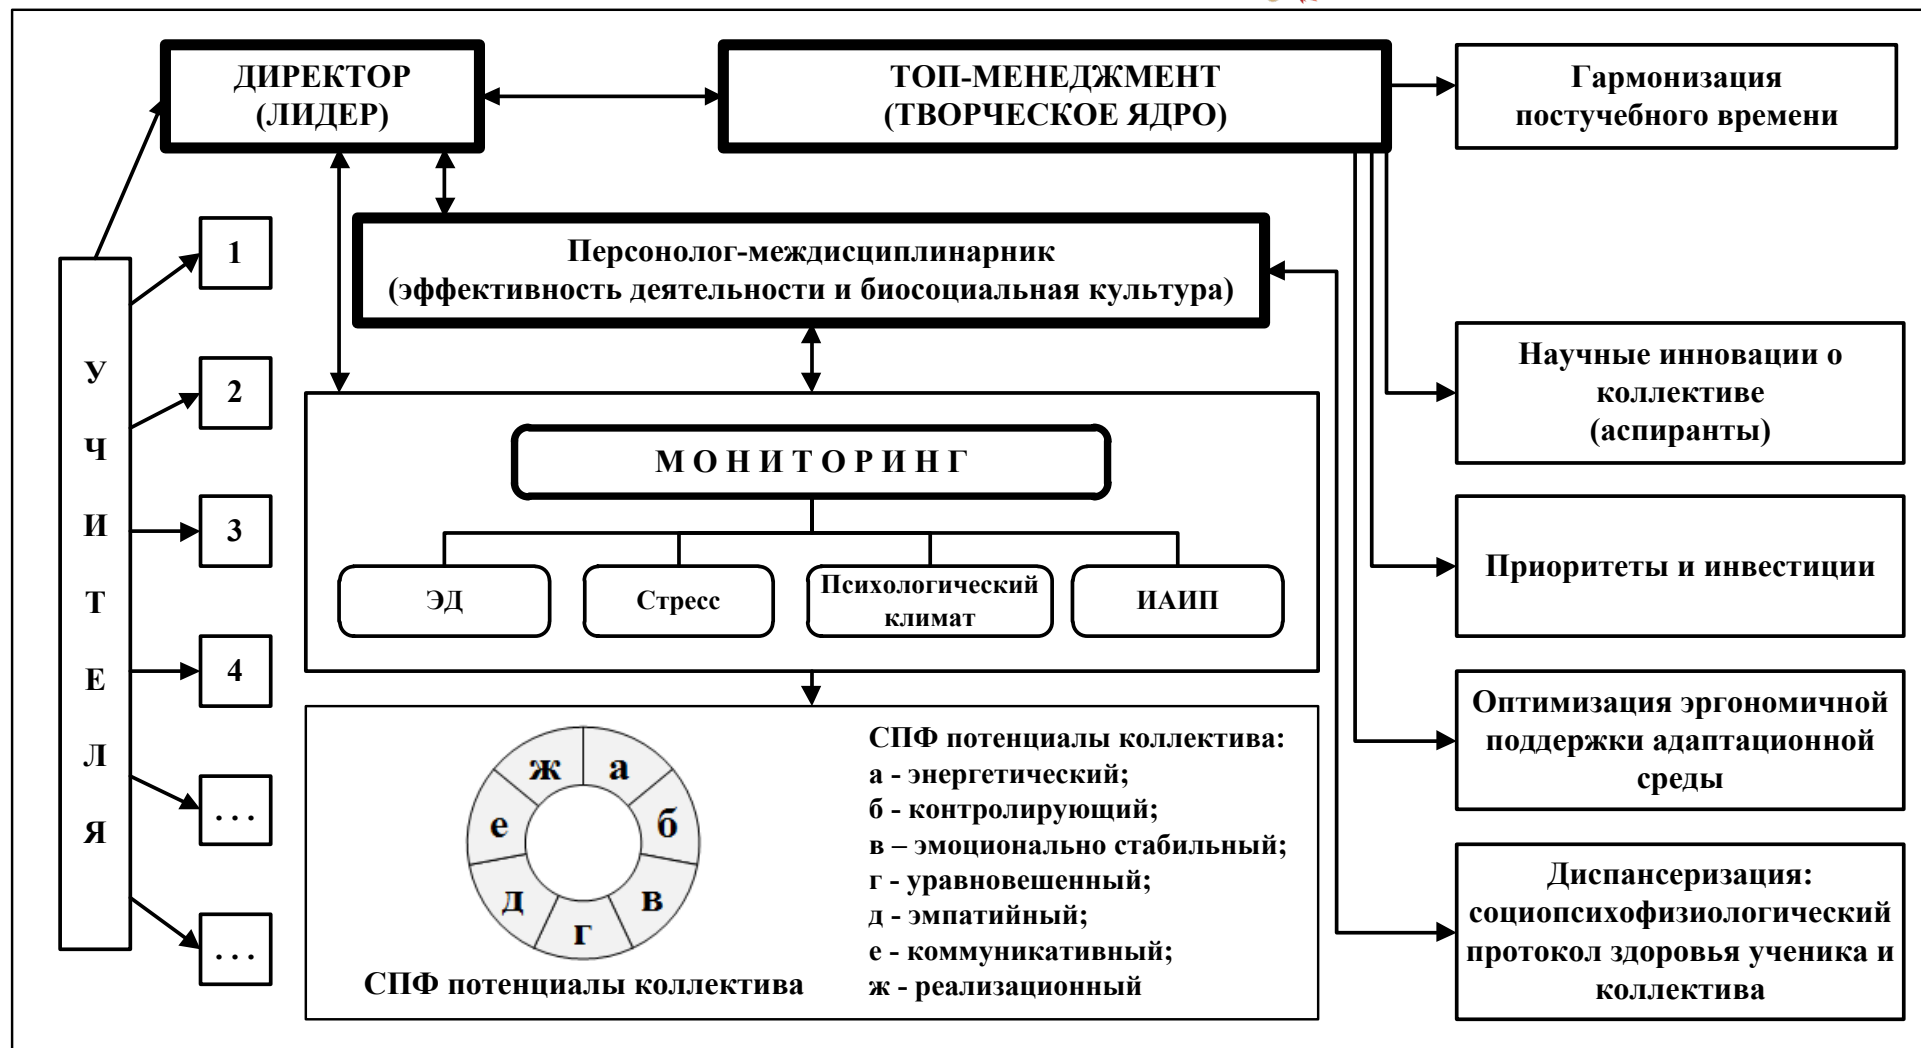 ДИРЕКТОР
(ЛИДЕР)
ТОП-МЕНЕДЖМЕНТ
(ТВОРЧЕСКОЕ ЯДРО)
Гармонизация
постучебного времени
Персонолог-междисциплинарник
(эффективность деятельности и биосоциальная культура)
У
Ч
И
Т
Е
Л
Я
1
2
3
4
...
...
М О Н И Т О Р И Н Г
ЭД
Стресс
Психологический
климат
ИАИП
Научные инновации о
коллективе
(аспиранты)
Приоритеты и инвестиции
Оптимизация эргономичной
поддержки адаптационной
среды
Диспансеризация:
социопсихофизиологический
протокол здоровья ученика и
коллектива
ж
а
е
б
д
в
г
СПФ потенциалы коллектива
СПФ потенциалы коллектива:
а - энергетический;
б - контролирующий;
в – эмоционально стабильный;
г - уравновешенный;
д - эмпатийный;
е - коммуникативный;
ж - реализационный